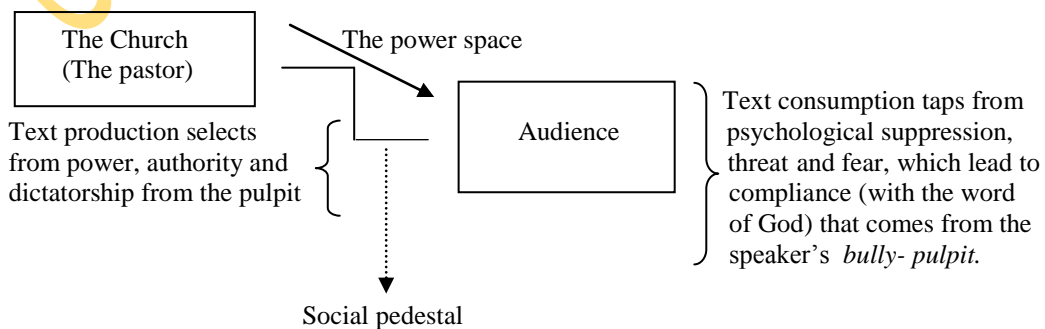 The Church
(The pastor)
The power space
Text production selects
from power, authority and
dictatorship from the pulpit
Audience
Text consumption taps from
psychological suppression,
threat and fear, which lead to
compliance (with the word
of God) that comes from the
speaker’s bully- pulpit.
Social pedestal